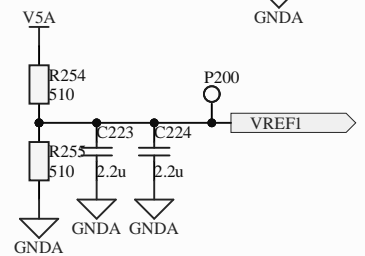 GNDA
V5A
R254
510
P200
VREF1
C223
C224
R255
510
2.2u
2.2u
GNDA
GNDA
GNDA